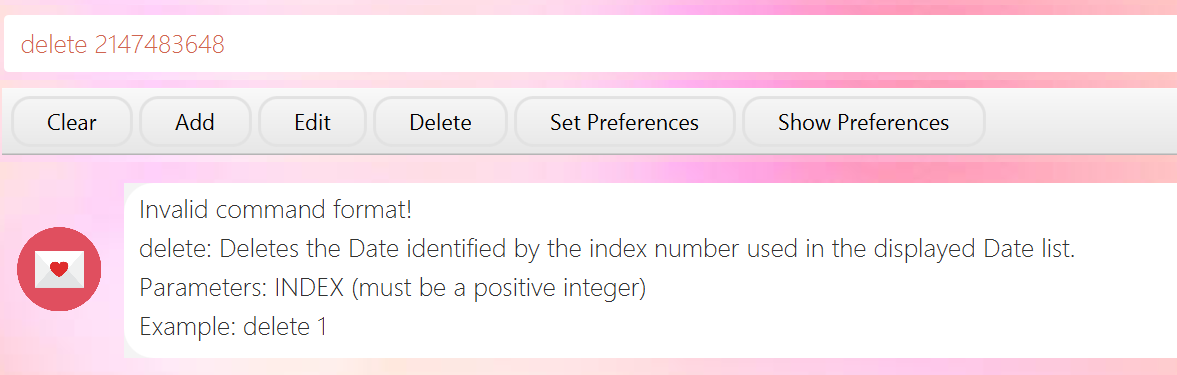 delete 2147483648
Clear Add Edit Delete Set Preferences Show Preferences
Invalid command format!
delete: Deletes the Date identified by the index number used in the displayed Date list.
Parameters: INDEX (must be a positive integer)
Example: delete 1